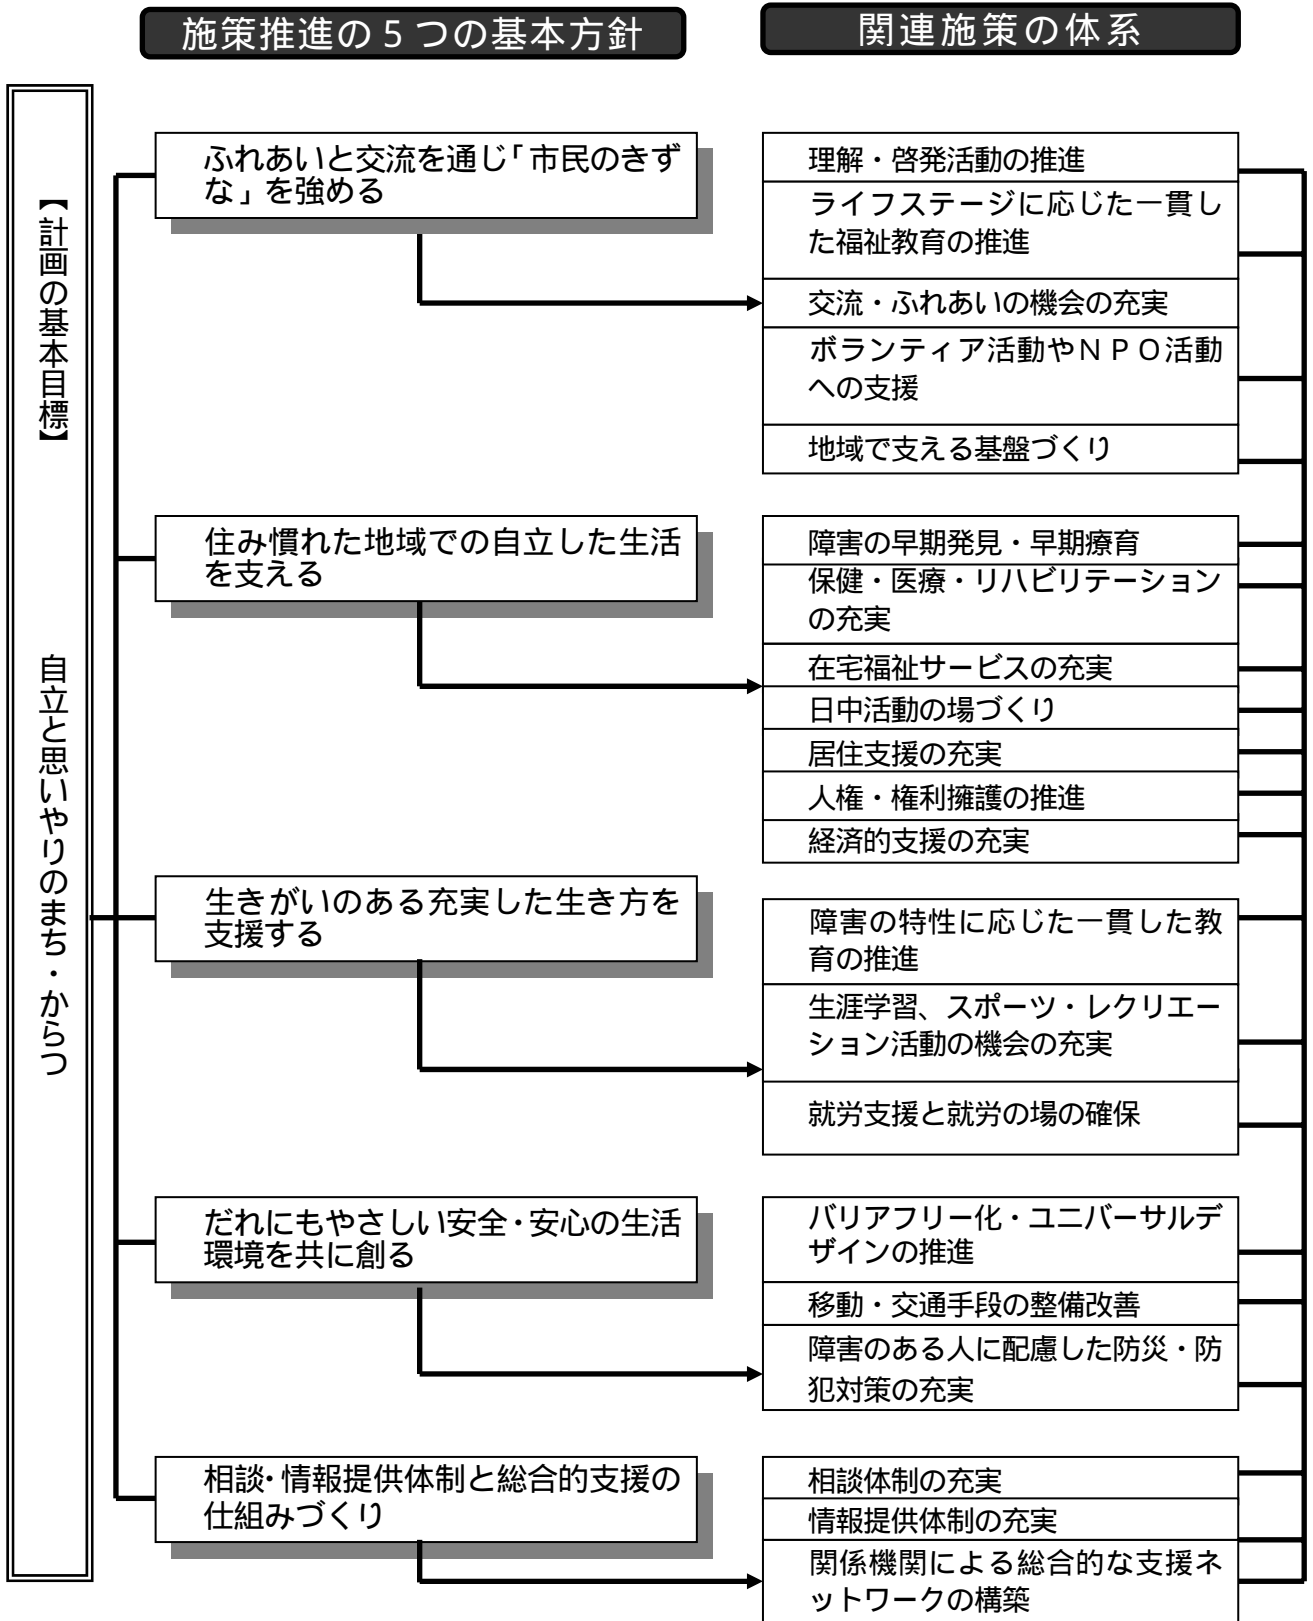 施策推進の５つの基本方針
関連施策の体系
【計画の基本目標】
自立と思いやりのまち・からつ
ふれあいと交流を通じ「市民のきず
な」を強める
理解・啓発活動の推進
ライフステージに応じた一貫し
た福祉教育の推進
交流・ふれあいの機会の充実
ボランティア活動やＮＰＯ活動
への支援
地域で支える基盤づくり
住み慣れた地域での自立した生活
を支える
障害の早期発見・早期療育
保健・医療・リハビリテーション
の充実
在宅福祉サービスの充実
日中活動の場づくり
居住支援の充実
人権・権利擁護の推進
経済的支援の充実
生きがいのある充実した生き方を
支援する
障害の特性に応じた一貫した教
育の推進
生涯学習、スポーツ・レクリエー
ション活動の機会の充実
就労支援と就労の場の確保
だれにもやさしい安全・安心の生活
環境を共に創る
バリアフリー化・ユニバーサルデ
ザインの推進
移動・交通手段の整備改善
障害のある人に配慮した防災・防
犯対策の充実
相談・情報提供体制と総合的支援の
仕組みづくり
相談体制の充実
情報提供体制の充実
関係機関による総合的な支援ネ
ットワークの構築